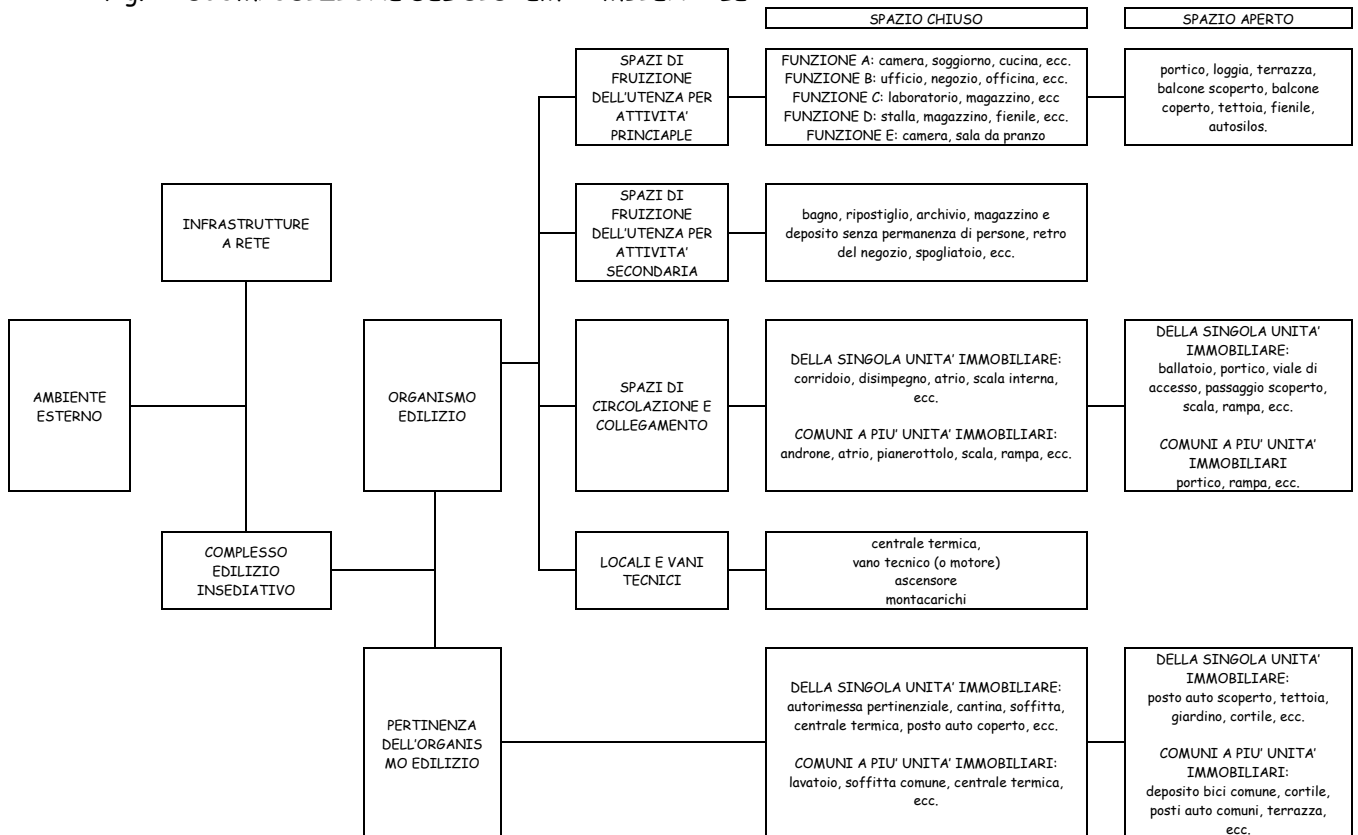 SPAZIO CHIUSO
SPAZIO APERTO
SPAZI DI
FRUIZIONE
DELL'UTENZA PER
ATTIVITA'
PRINCIAPLE
FUNZIONE A: camera, soggiorno, cucina, ecc.
FUNZIONE B: ufficio, negozio, officina, ecc.
FUNZIONE C: laboratorio, magazzino, ecc
FUNZIONE D: stalla, magazzino, fienile, ecc.
FUNZIONE E: camera, sala da pranzo
portico, loggia, terrazza,
balcone scoperto, balcone
coperto, tettoia, fienile,
autosilos.
INFRASTRUTTURE
A RETE
SPAZI DI
FRUIZIONE
DELL'UTENZA PER
ATTIVITA'
SECONDARIA
bagno, ripostiglio, archivio, magazzino e
deposito senza permanenza di persone, retro
del negozio, spogliatoio, ecc.
AMBIENTE
ESTERNO
ORGANISMO
EDILIZIO
SPAZI DI
CIRCOLAZIONE E
COLLEGAMENTO
DELLA SINGOLA UNITA' IMMOBILIARE:
corridoio, disimpegno, atrio, scala interna,
ecc.
COMUNI A PIU' UNITA' IMMOBILIARI:
androne, atrio, pianerottolo, scala, rampa, ecc.
DELLA SINGOLA UNITA'
IMMOBILIARE:
ballatoio, portico, viale di
accesso, passaggio scoperto,
scala, rampa, ecc.
COMUNI A PIU' UNITA'
IMMOBILIARI
portico, rampa, ecc.
COMPLESSO
EDILIZIO
INSEDIATIVO
LOCALI E VANI
TECNICI
centrale termica,
vano tecnico (o motore)
ascensore
montacarichi
PERTINENZA
DELL'ORGANIS
MO EDILIZIO
DELLA SINGOLA UNITA' IMMOBILIARE:
autorimessa pertinenziale, cantina, soffitta,
centrale termica, posto auto coperto, ecc.
COMUNI A PIU' UNITA' IMMOBILIARI:
lavatoio, soffitta comune, centrale termica,
ecc.
DELLA SINGOLA UNITA'
IMMOBILIARE:
posto auto scoperto, tettoia,
giardino, cortile, ecc.
COMUNI A PIU' UNITA'
IMMOBILIARI:
deposito bici comune, cortile,
posti auto comuni, terrazza,
ecc.